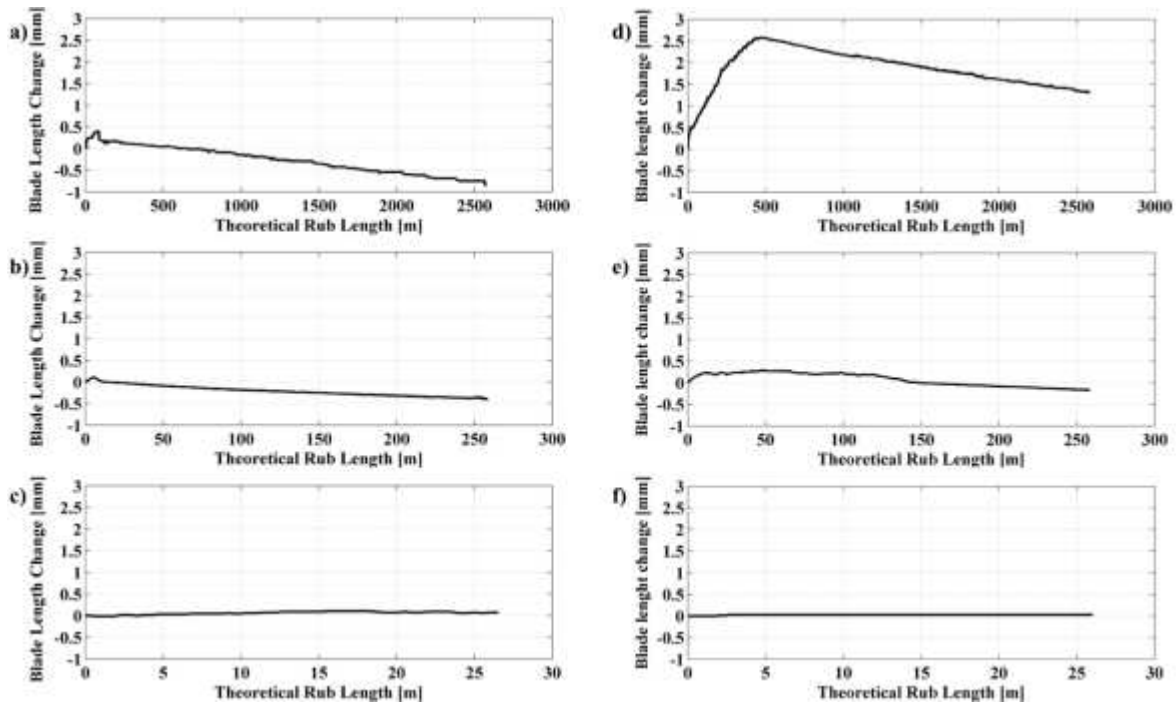 a)
Blade Length Change [mm]
3
2.5
2
1.5
1
0.5
0
-0.5
-1
0 500 1000 1500 2000 2500 3000
Theoretical Rub Length [m]
d)
Blade lenght change [mm]
3
2.5
2
1.5
1
0.5
0
-0.5
-1
0 500 1000 1500 2000 2500 3000
Theoretical Rub Length [m]
b)
Blade Length Change [mm]
3
2.5
2
1.5
1
0.5
0
-0.5
-1
0 50 100 150 200 250 300
Theoretical Rub Length [m]
e)
Blade lenght change [mm]
3
2.5
2
1.5
1
0.5
0
-0.5
-1
0 50 100 150 200 250 300
Theoretical Rub Length [m]
c)
Blade Length Change [mm]
3
2.5
2
1.5
1
0.5
0
-0.5
-1
0 5 10 15 20 25 30
Theoretical Rub Length [m]
f)
Blade lenght change [mm]
3
2.5
2
1.5
1
0.5
0
-0.5
-1
0 5 10 15 20 25 30
Theoretical Rub Length [m]